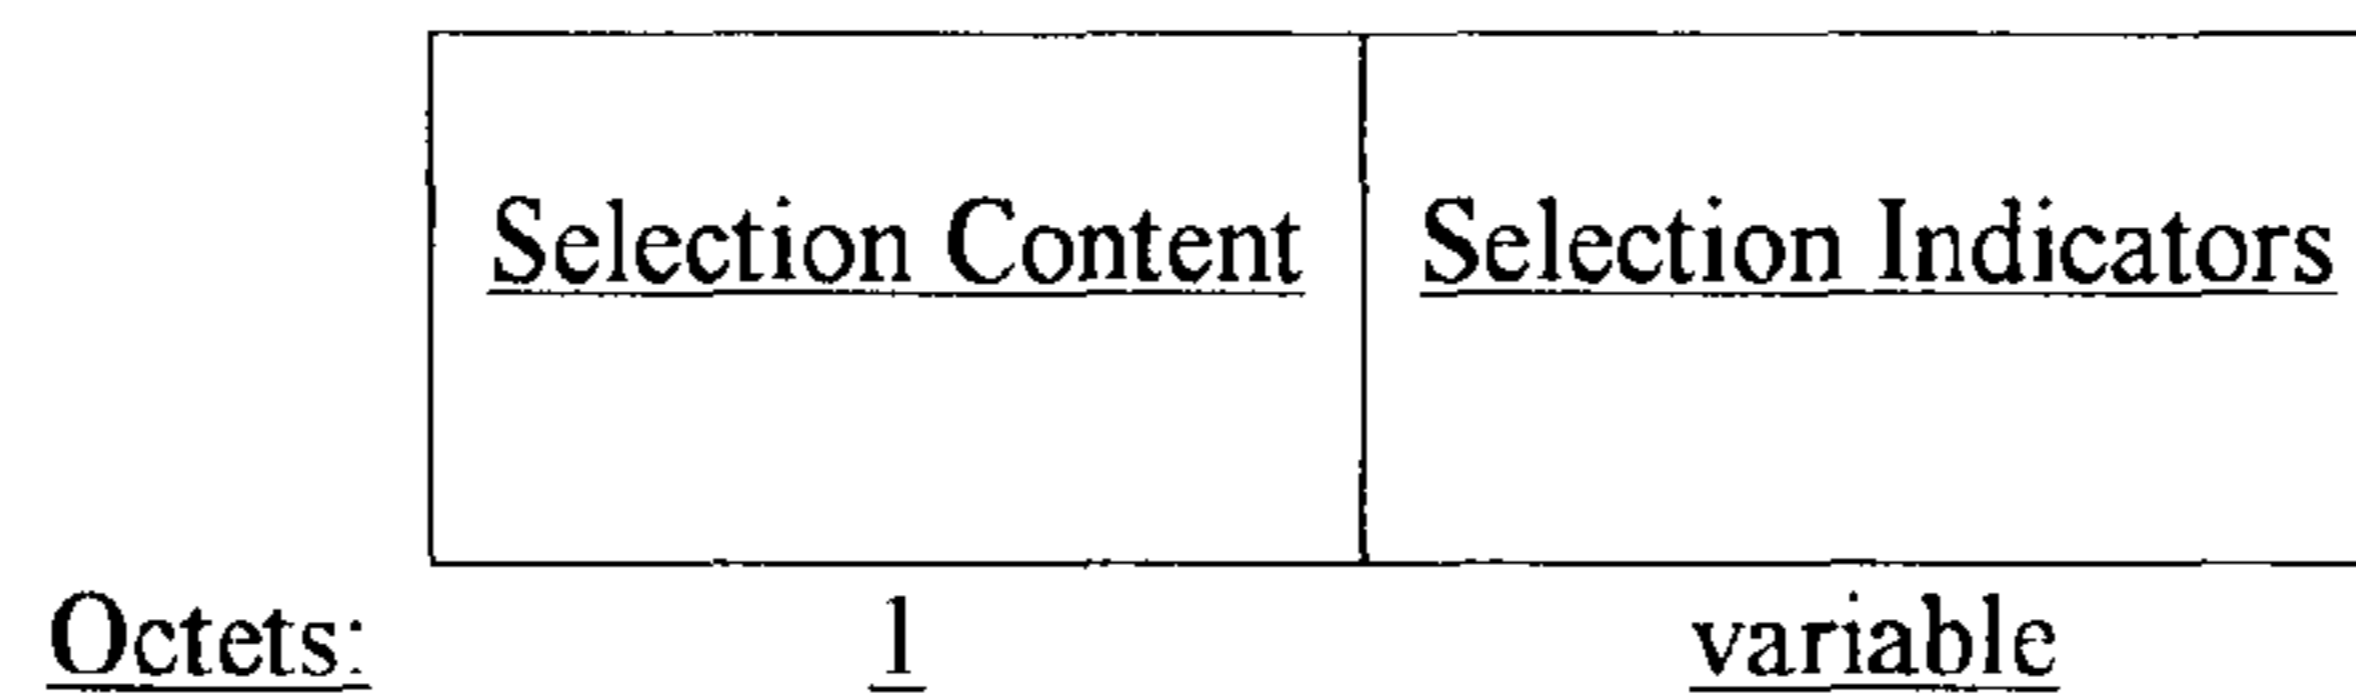 Selection Content Selection Indicators
Octets: 1 variable